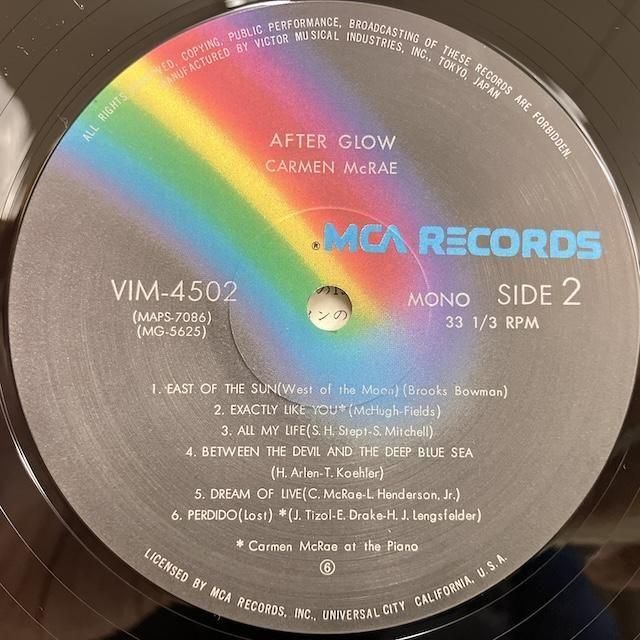 ALL RIGHTS RESERVED, COPYING, PUBLIC PERFORMANCE, BROADCASTING OF THESE RECORDS ARE FORBIDDEN.
MANUFACTURED BY VICTOR MUSICAL INDUSTRIES, INC., TOKYO, JAPAN
AFTER GLOW
CARMEN McRAE
® MCA RECORDS
VIM-4502
(MAPS-7086)
(MG-5625)
MONO SIDE 2
33 1/3 RPM
ンの
1. EAST OF THE SUN(West of the Moon) (Brooks Bowman)
2. EXACTLY LIKE YOU* (McHugh-Fields)
3. ALL MY LIFE(S. H. Stept-S. Mitchell)
4. BETWEEN THE DEVIL AND THE DEEP BLUE SEA
(H. Arlen-T. Koehler)
5. DREAM OF LIVE(C. McRae-L. Henderson, Jr.)
6. PERDIDO(Lost) *(J. Tizol-E. Drake-H. J. Lengsfelder)
* Carmen McRae at the Piano
⑥
LICENSED BY MCA RECORDS, INC., UNIVERSAL CITY CALIFORNIA, U.S.A.